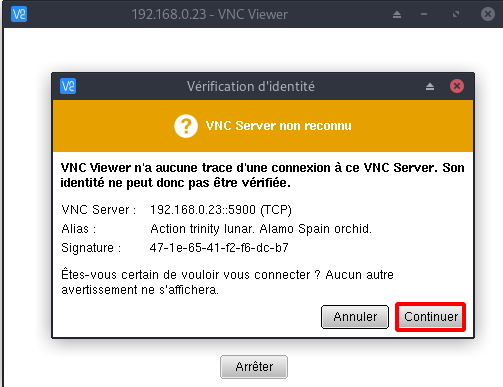 192.168.0.23 - VNC Viewer
Vérification d'identité
VNC Server non reconnu
VNC Viewer n'a aucune trace d'une connexion à ce VNC Server. Son
identité ne peut donc pas être vérifiée.
VNC Server : 192.168.0.23::5900 (TCP)
Alias : Action trinity lunar. Alamo Spain orchid.
Signature : 47-1e-65-41-f2-f6-dc-b7
Êtes-vous certain de vouloir vous connecter ? Aucun autre
avertissement ne s'affichera.
Annuler Continuer
Arrêter